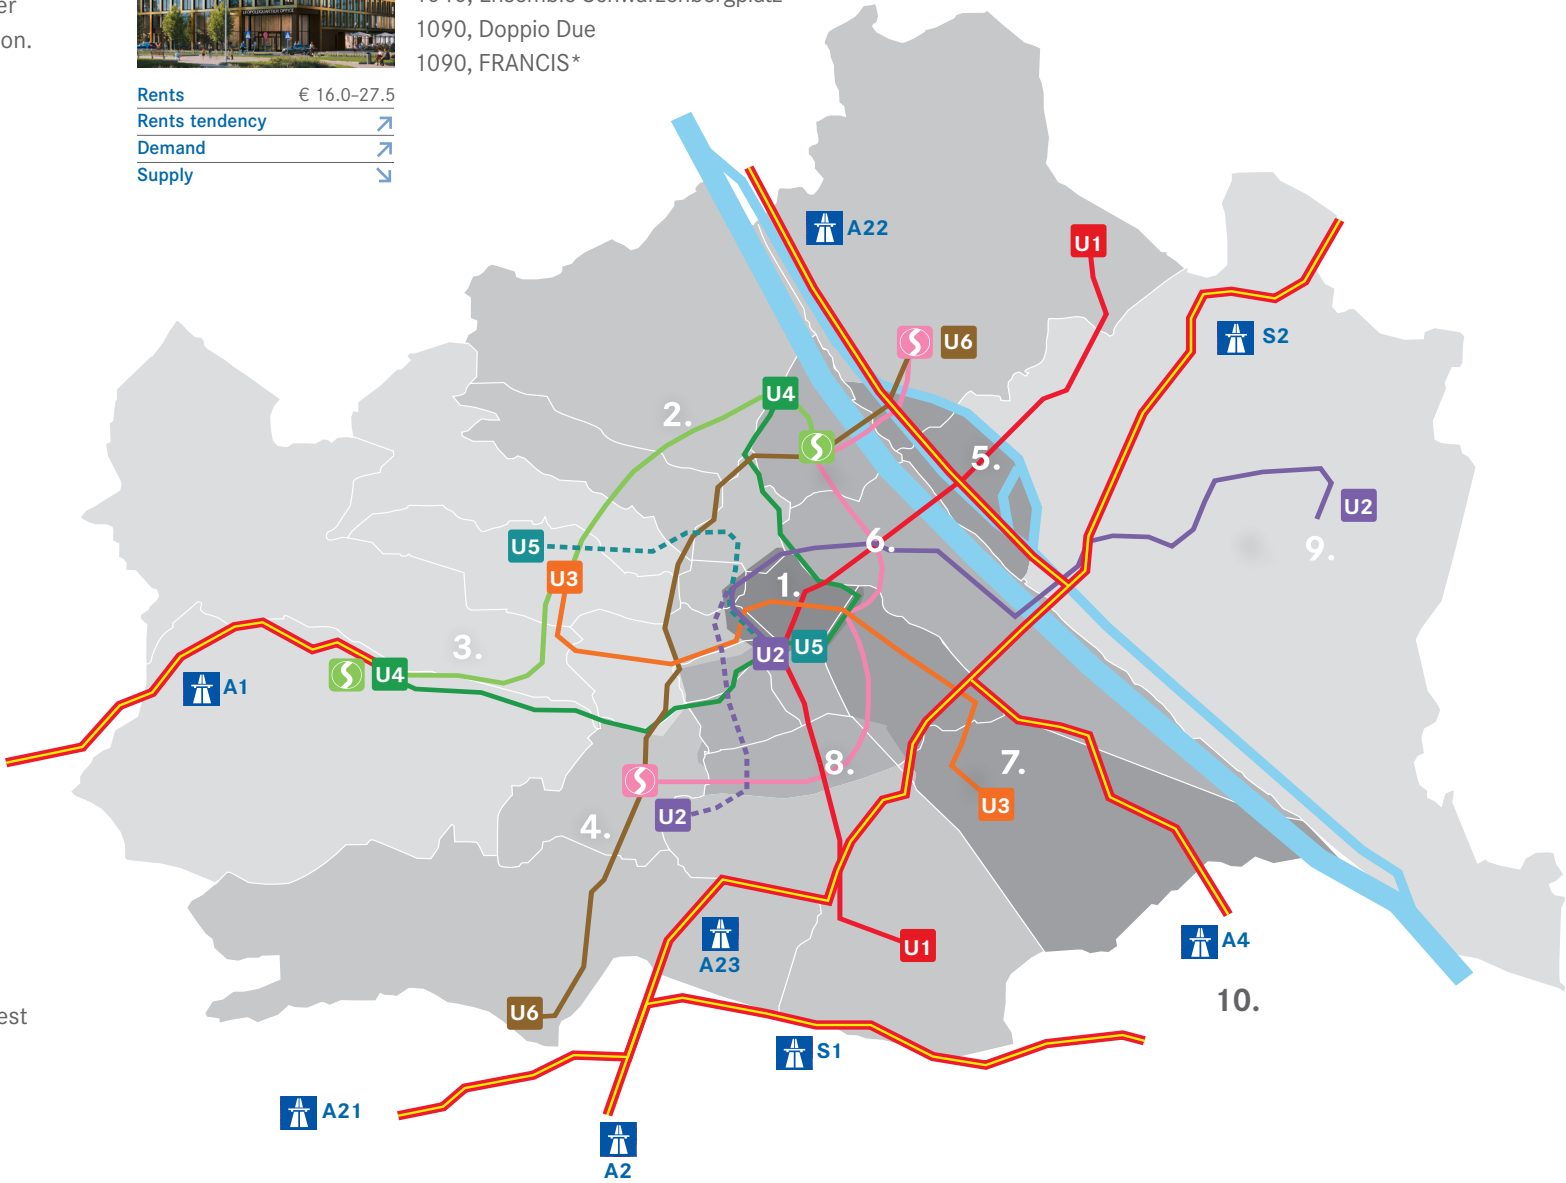 er
on.
1090, Doppio Due
1090, FRANCIS*
Rents € 16.0–27.5
Rents tendency
Demand
Supply
A22
U1
S2
U6
U4
2.
5.
U2
U5
6.
9.
U3
1.
3.
U2 U5
U4
A1
8.
7.
U3
U2
4.
A23
U1
A4
10.
est
U6
S1
A21
A2